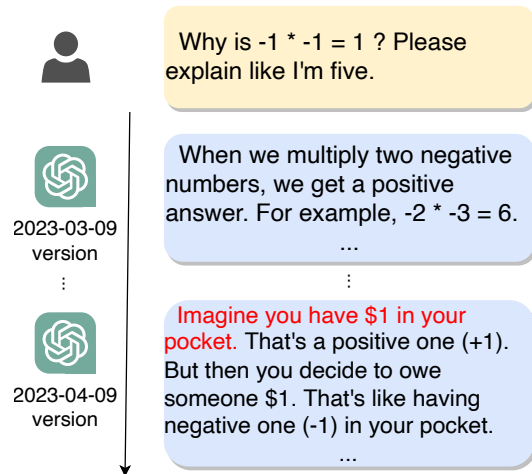 Why is -1 * -1 = 1 ? Please
explain like I'm five.
When we multiply two negative
numbers, we get a positive
answer. For example, -2 * -3 = 6.
...
2023-03-09
version
...
...
Imagine you have $1 in your
pocket. That's a positive one (+1).
But then you decide to owe
someone $1. That's like having
negative one (-1) in your pocket.
...
2023-04-09
version